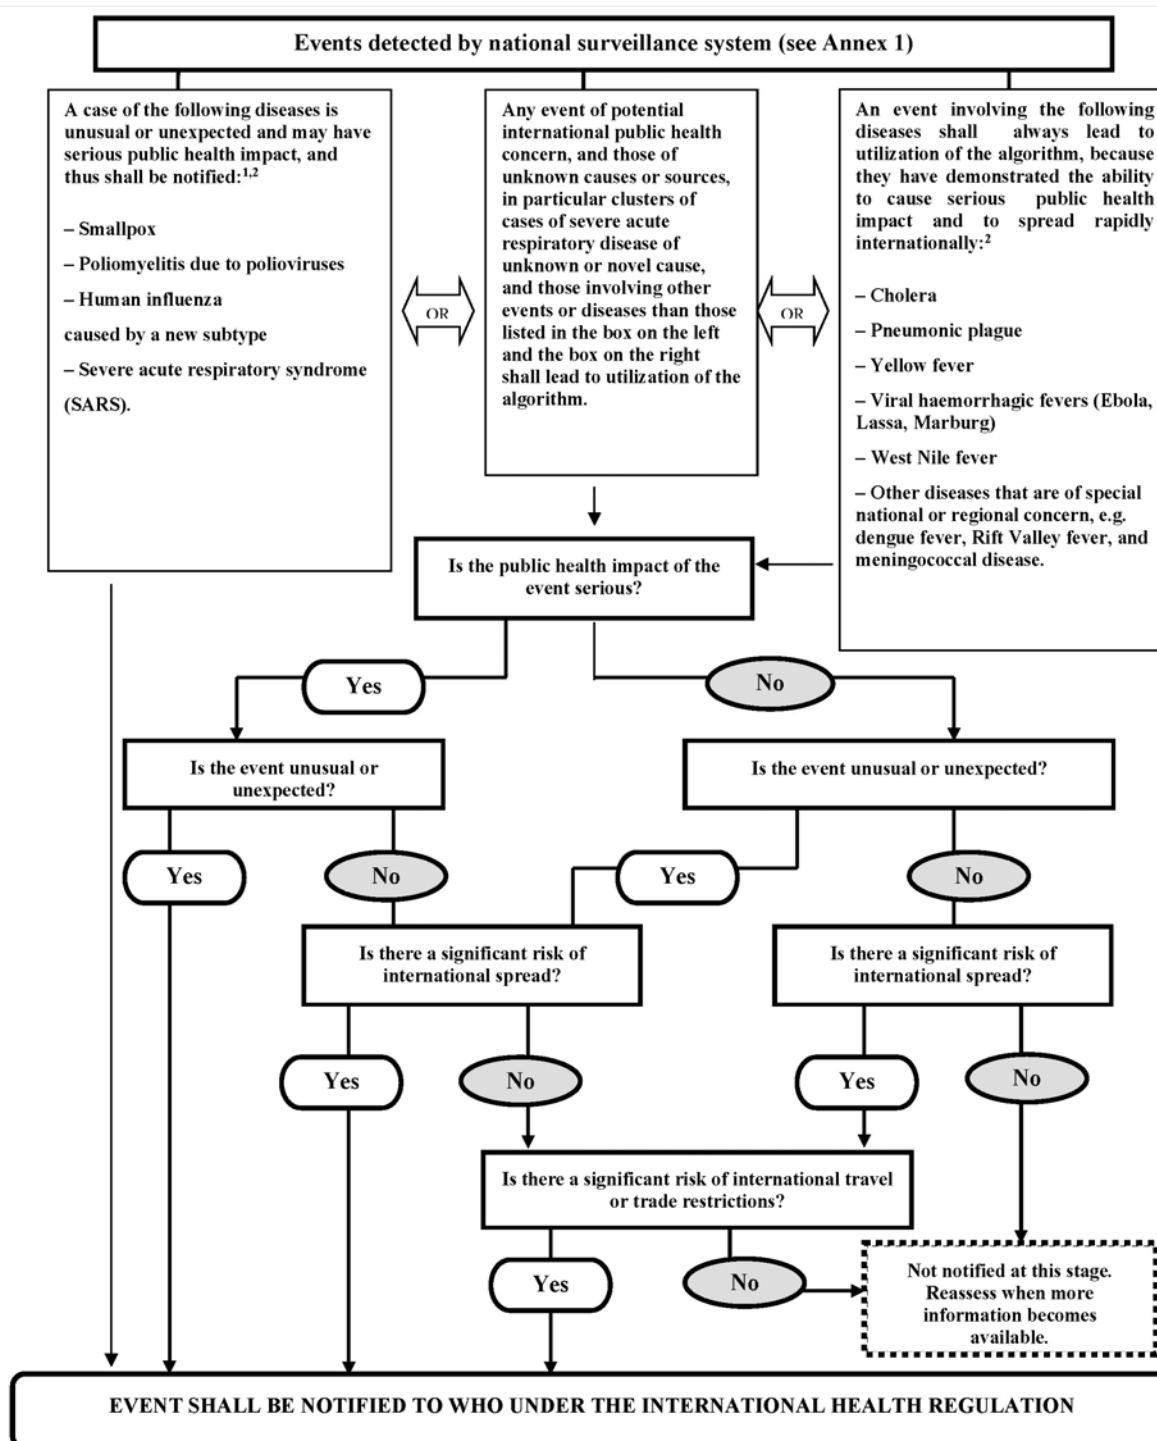 Events detected by national surveillance system (see Annex 1)
A case of the following diseases is
unusual or unexpected and may have
serious public health impact, and
thus shall be notified:1,2
– Smallpox
– Poliomyelitis due to polioviruses
– Human influenza
caused by a new subtype
– Severe acute respiratory syndrome
(SARS).
OR
Any event of potential
international public health
concern, and those of
unknown causes or sources,
in particular clusters of
cases of severe acute
respiratory disease of
unknown or novel cause,
and those involving other
events or diseases than those
listed in the box on the left
and the box on the right
shall lead to utilization of the
algorithm.
OR
An event involving the following
diseases shall always lead to
utilization of the algorithm, because
they have demonstrated the ability
to cause serious public health
impact and to spread rapidly
internationally:2
– Cholera
– Pneumonic plague
– Yellow fever
– Viral haemorrhagic fevers (Ebola,
Lassa, Marburg)
– West Nile fever
– Other diseases that are of special
national or regional concern, e.g.
dengue fever, Rift Valley fever, and
meningococcal disease.
Is the public health impact of the
event serious?
Yes
No
Is the event unusual or
unexpected?
Is the event unusual or unexpected?
Yes
No
Yes
No
Is there a significant risk of
international spread?
Is there a significant risk of
international spread?
Yes
No
Yes
No
Is there a significant risk of international travel
or trade restrictions?
Yes
No
Not notified at this stage.
Reassess when more
information becomes
available.
EVENT SHALL BE NOTIFIED TO WHO UNDER THE INTERNATIONAL HEALTH REGULATION